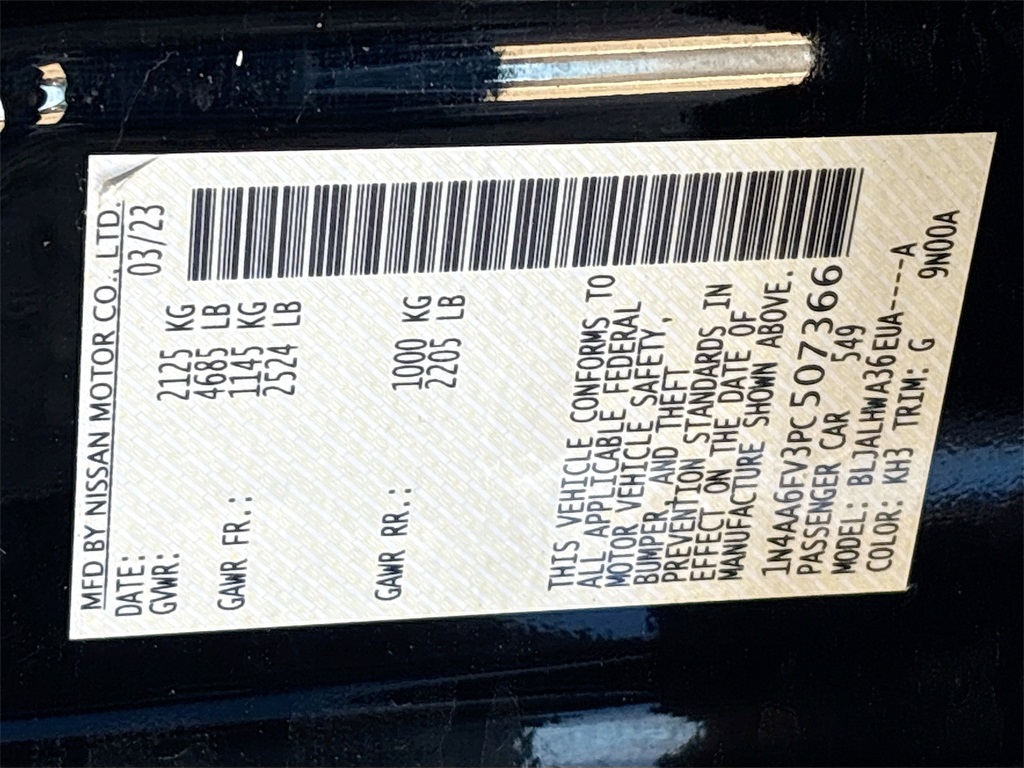 MFD BY NISSAN MOTOR CO., LTD.
DATE: 03/23
GVWR: 2125 KG
4685 LB
GAWR FR.: 1145 KG
2524 LB
GAWR RR.: 1000 KG
2205 LB
THIS VEHICLE CONFORMS TO
ALL APPLICABLE FEDERAL
MOTOR VEHICLE SAFETY,
BUMPER, AND THEFT
PREVENTION STANDARDS IN
EFFECT ON THE DATE OF
MANUFACTURE SHOWN ABOVE.
1N4AA6FV3PC507366
PASSENGER CAR 549
MODEL: BLJALHWA36EUA----A
COLOR: KH3 TRIM: G 9N00A